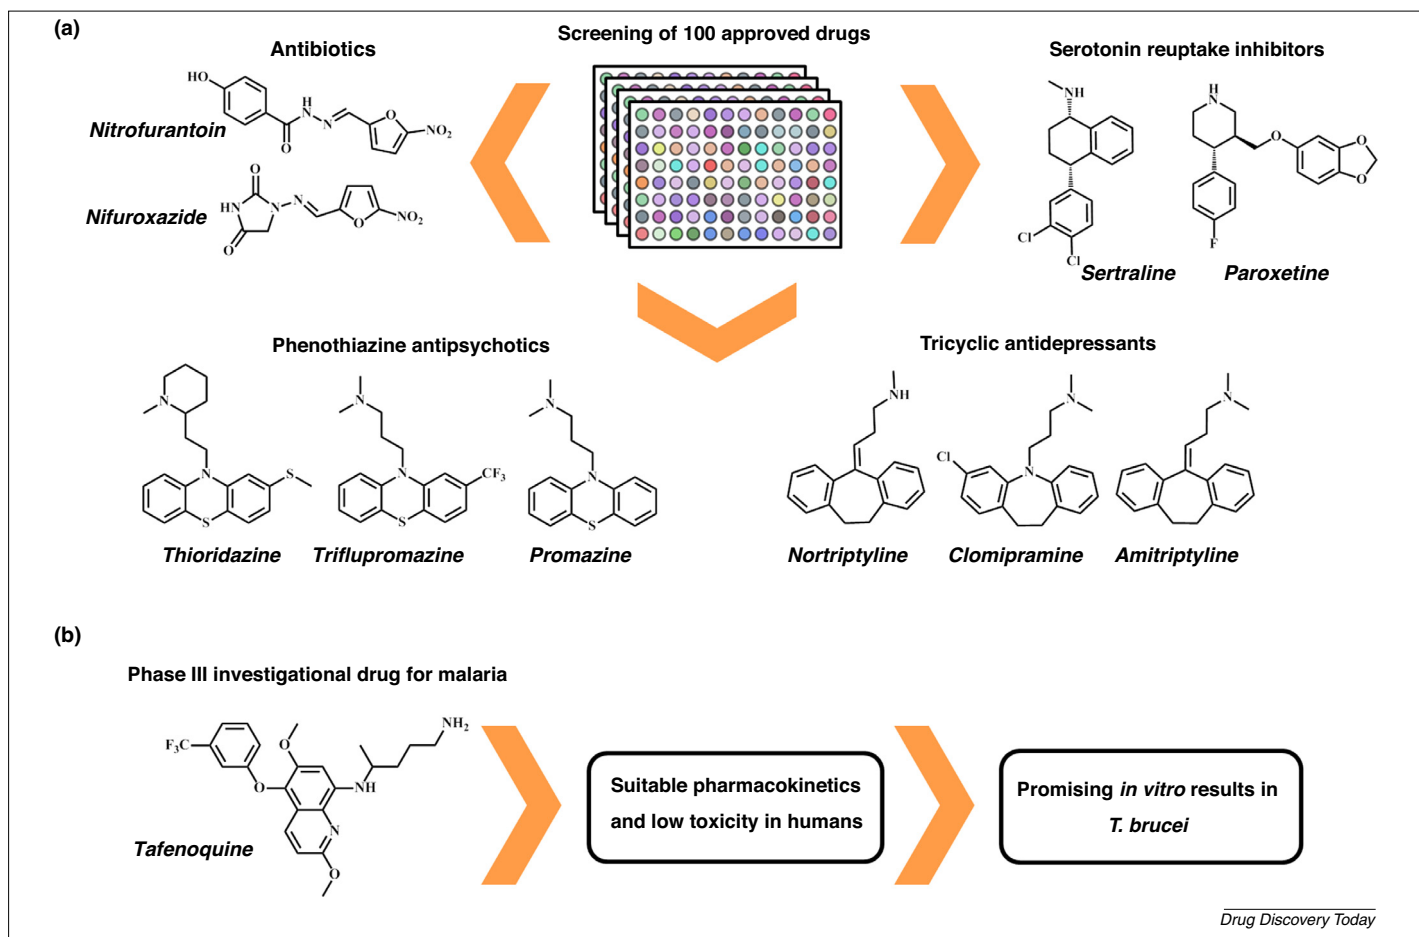 (a)
Screening of 100 approved drugs
Antibiotics
Serotonin reuptake inhibitors
HO
O
H
N
N
O
NO₂
Nitrofurantoin
O
HN
O
N
N
O
NO₂
Nifuroxazide
NH
Cl
Cl
Sertraline
H
N
O
O
O
F
Paroxetine
Phenothiazine antipsychotics
Tricyclic antidepressants
N
N
S
S
Thioridazine
N
N
CF₃
S
Triflupromazine
N
N
S
Promazine
NH
Nortriptyline
N
Cl
N
Clomipramine
N
Amitriptyline
(b)
Phase III investigational drug for malaria
NH₂
F₃C
O
O
NH
N
O
Tafenoquine
Suitable pharmacokinetics
and low toxicity in humans
Promising in vitro results in
T. brucei
Drug Discovery Today